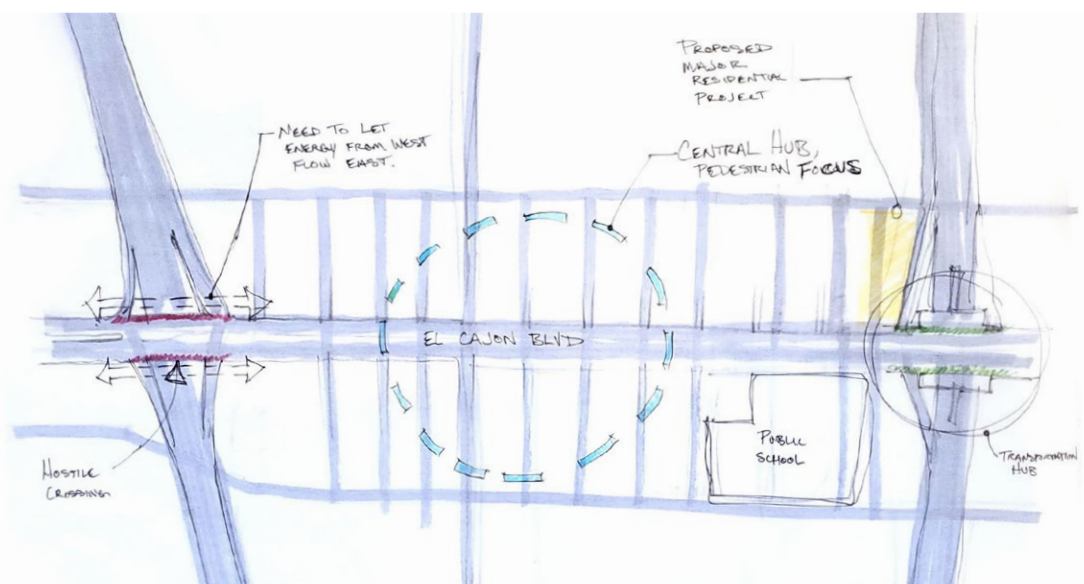 PROPOSED
MAJOR
RESIDENTIAL
PROJECT
NEED TO LET
ENERGY FROM WEST
FLOW EAST.
CENTRAL HUB,
PEDESTRIAN FOCUS
EL CAJON BLVD
PUBLIC
SCHOOL
TRANSPORTATION
HUB
HOSTILE
CROSSING